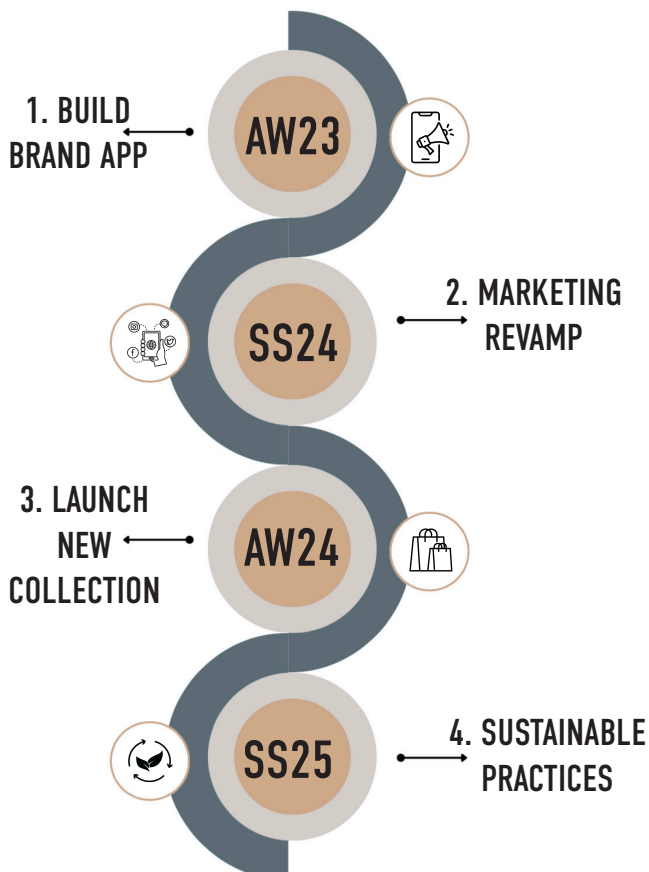 1. BUILD
BRAND APP
AW23
SS24
2. MARKETING
REVAMP
3. LAUNCH
NEW
COLLECTION
AW24
SS25
4. SUSTAINABLE
PRACTICES